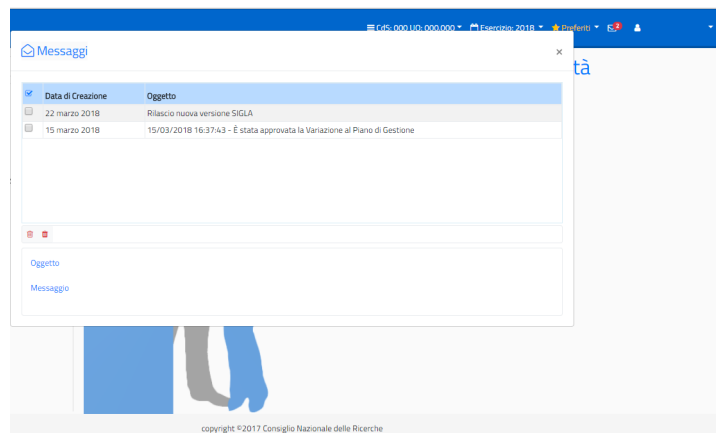 CdS: 000 UO: 000.000 Esercizio: 2018 Preferiti 2
Messaggi ×
tà
Data di Creazione Oggetto
22 marzo 2018 Rilascio nuova versione SIGLA
15 marzo 2018 15/03/2018 16:37:43 - È stata approvata la Variazione al Piano di Gestione
Oggetto
Messaggio
copyright ©2017 Consiglio Nazionale delle Ricerche